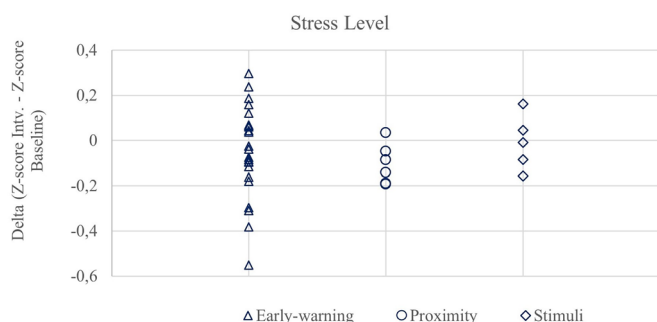 Stress Level
Delta (Z-score Intv. - Z-score
Baseline)
0,4
0,2
0
-0,2
-0,4
-0,6
Early-warning Proximity Stimuli